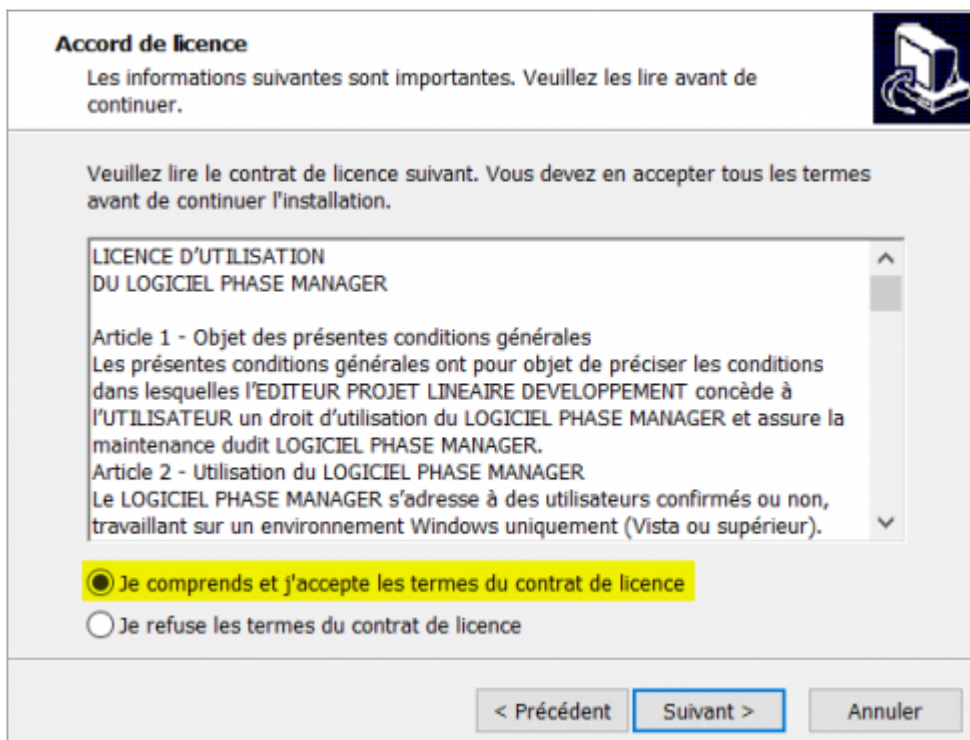 Accord de licence
Les informations suivantes sont importantes. Veuillez les lire avant de
continuer.
Veuillez lire le contrat de licence suivant. Vous devez en accepter tous les termes
avant de continuer l'installation.
LICENCE D’UTILISATION
DU LOGICIEL PHASE MANAGER
Article 1 - Objet des présentes conditions générales
Les présentes conditions générales ont pour objet de préciser les conditions
dans lesquelles l’EDITEUR PROJET LINEAIRE DEVELOPPEMENT concède à
l’UTILISATEUR un droit d’utilisation du LOGICIEL PHASE MANAGER et assure la
maintenance dudit LOGICIEL PHASE MANAGER.
Article 2 - Utilisation du LOGICIEL PHASE MANAGER
Le LOGICIEL PHASE MANAGER s’adresse à des utilisateurs confirmés ou non,
travaillant sur un environnement Windows uniquement (Vista ou supérieur).
Je comprends et j'accepte les termes du contrat de licence
Je refuse les termes du contrat de licence
< Précédent Suivant > Annuler